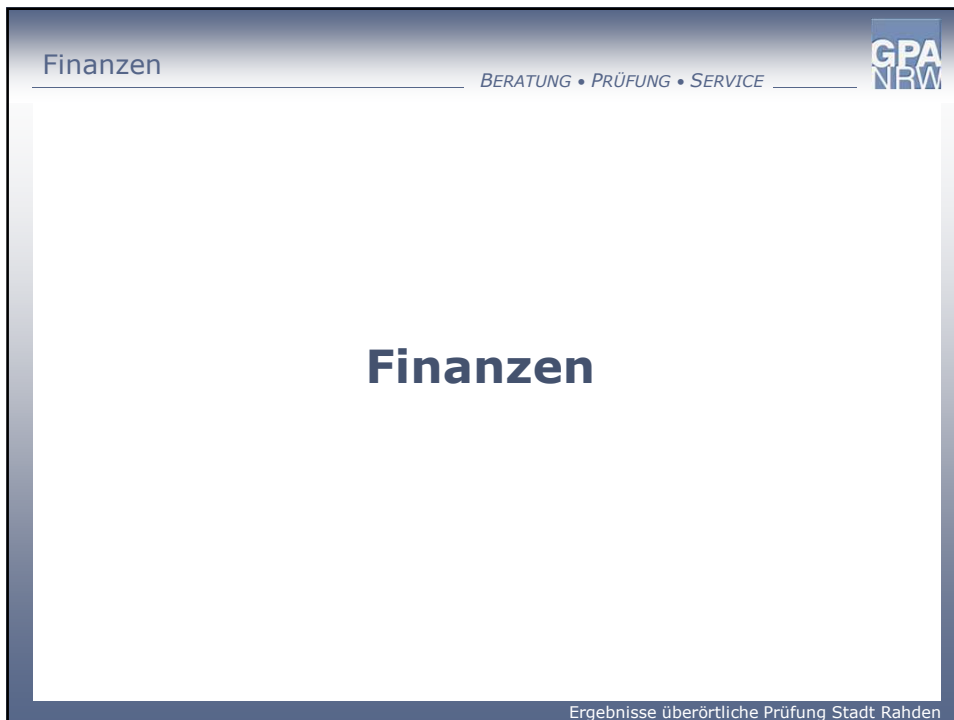 Finanzen
BERATUNG • PRÜFUNG • SERVICE
GPA
NRW
Finanzen
Ergebnisse überörtliche Prüfung Stadt Rahden